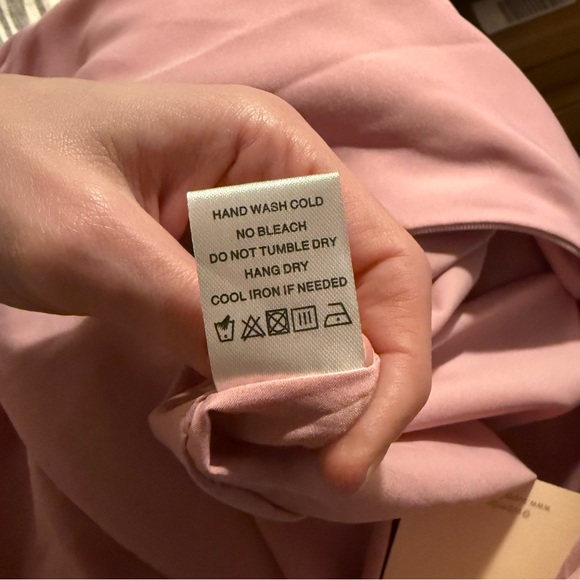 HAND WASH COLD
NO BLEACH
DO NOT TUMBLE DRY
HANG DRY
COOL IRON IF NEEDED